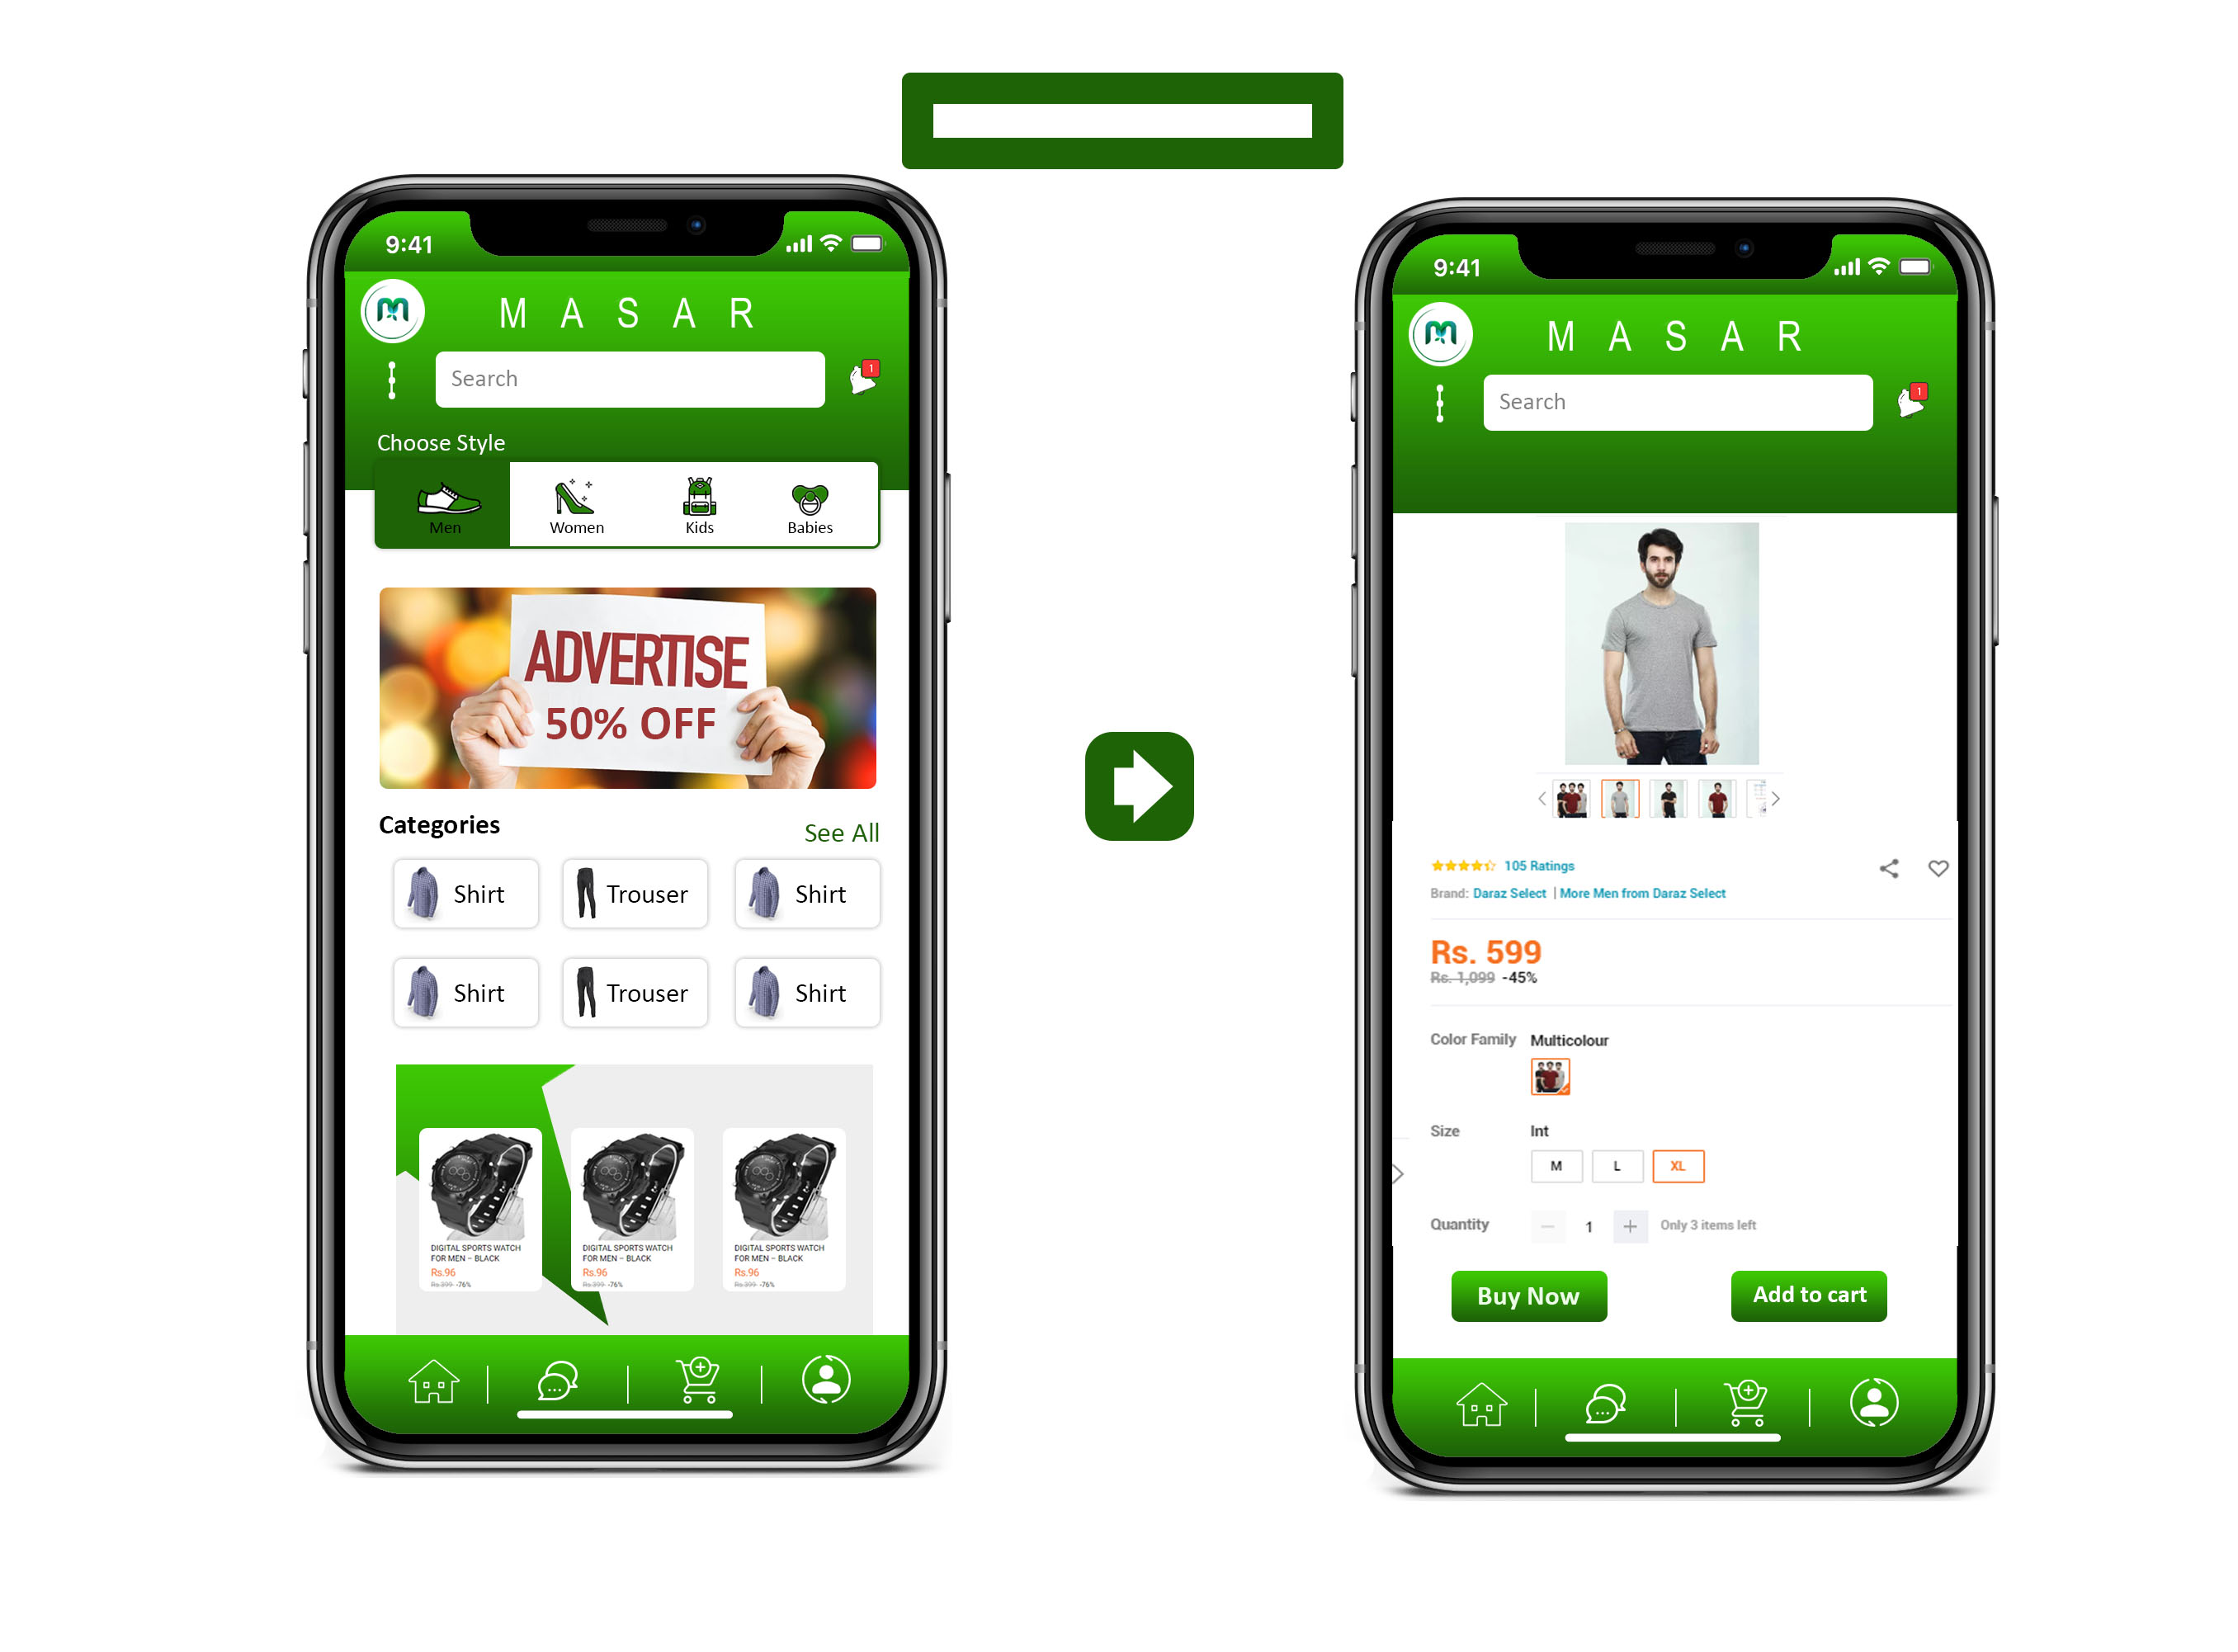 9:41
M A S A R
Search
1
Choose Style
Men
Women
Kids
Babies
ADVERTISE
50% OFF
Categories
See All
Shirt
Trouser
Shirt
Shirt
Trouser
Shirt
DIGITAL SPORTS WATCH
FOR MEN – BLACK
Rs.96
Rs.399 -76%
DIGITAL SPORTS WATCH
FOR MEN – BLACK
Rs.96
Rs.399 -76%
DIGITAL SPORTS WATCH
FOR MEN – BLACK
Rs.96
Rs.399 -76%
9:41
M A S A R
Search
1
105 Ratings
Brand: Daraz Select | More Men from Daraz Select
Rs. 599
Rs. 1,099 -45%
Color Family Multicolour
Size Int
M L XL
Quantity 1 Only 3 items left
Buy Now
Add to cart